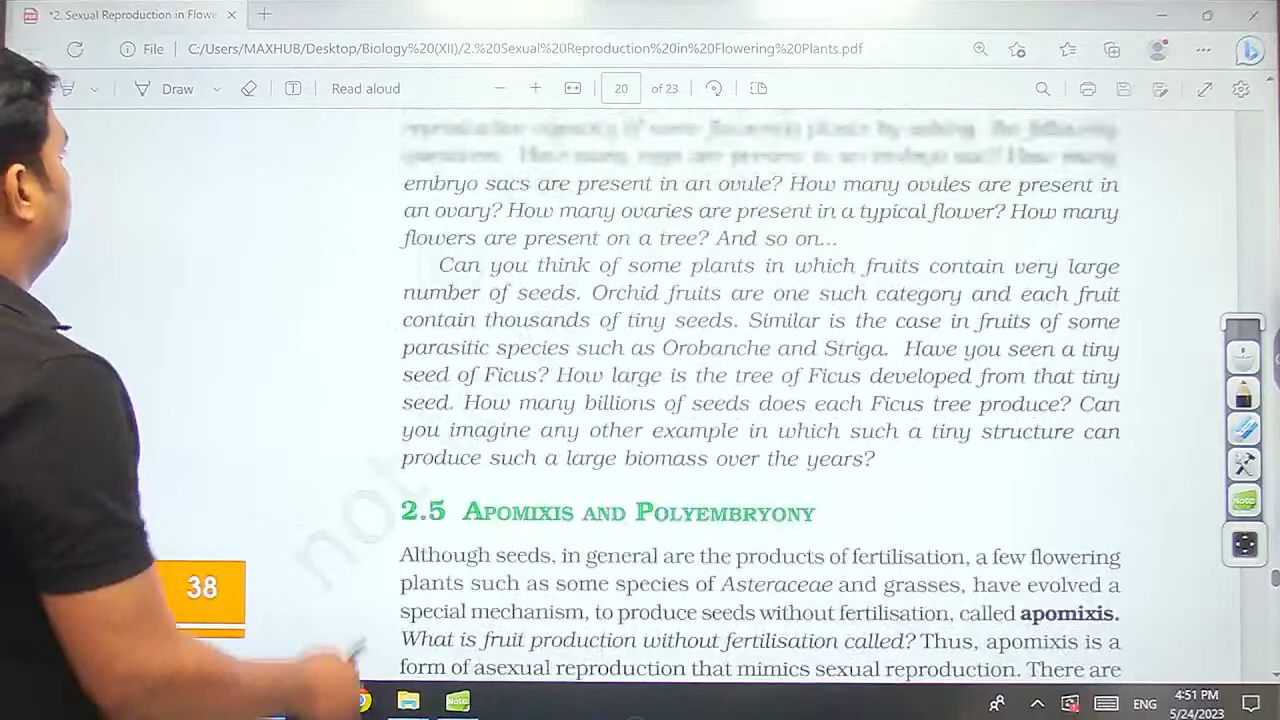 *2. Sexual Reproduction in Flowe
File
C:/Users/MAXHUB/Desktop/Biology%20(XII)/2.%20Sexual%20Reproduction%20in%20Flowering%20Plants.pdf
Draw
Read aloud
20
of 23
embryo sacs are present in an ovule? How many ovules are present in
an ovary? How many ovaries are present in a typical flower? How many
flowers are present on a tree? And so on...
Can you think of some plants in which fruits contain very large
number of seeds. Orchid fruits are one such category and each fruit
contain thousands of tiny seeds. Similar is the case in fruits of some
parasitic species such as Orobanche and Striga. Have you seen a tiny
seed of Ficus? How large is the tree of Ficus developed from that tiny
seed. How many billions of seeds does each Ficus tree produce? Can
you imagine any other example in which such a tiny structure can
produce such a large biomass over the years?
2.5 APOMIXIS AND POLYEMBRYONY
Although seeds, in general are the products of fertilisation, a few flowering
plants such as some species of Asteraceae and grasses, have evolved a
special mechanism, to produce seeds without fertilisation, called apomixis.
What is fruit production without fertilisation called? Thus, apomixis is a
form of asexual reproduction that mimics sexual reproduction. There are
38
not
Note
Note
ENG
4:51 PM
5/24/2023